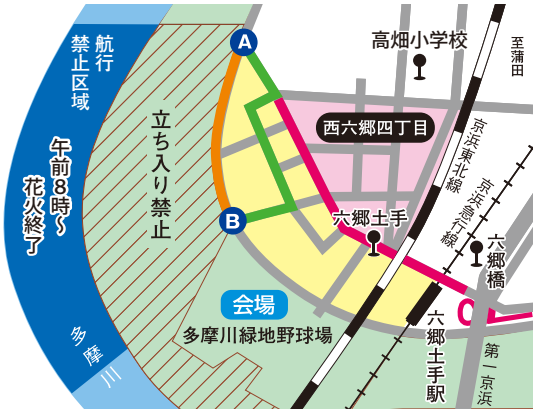 航行
禁止区域
午前8時〜
花火終了
多摩川
立ち入り禁止
A
B
C
高畑小学校
至蒲田
西六郷四丁目
京浜東北線
京浜急行線
六郷土手
六郷橋
会場
多摩川緑地野球場
六郷土手駅
第一京浜